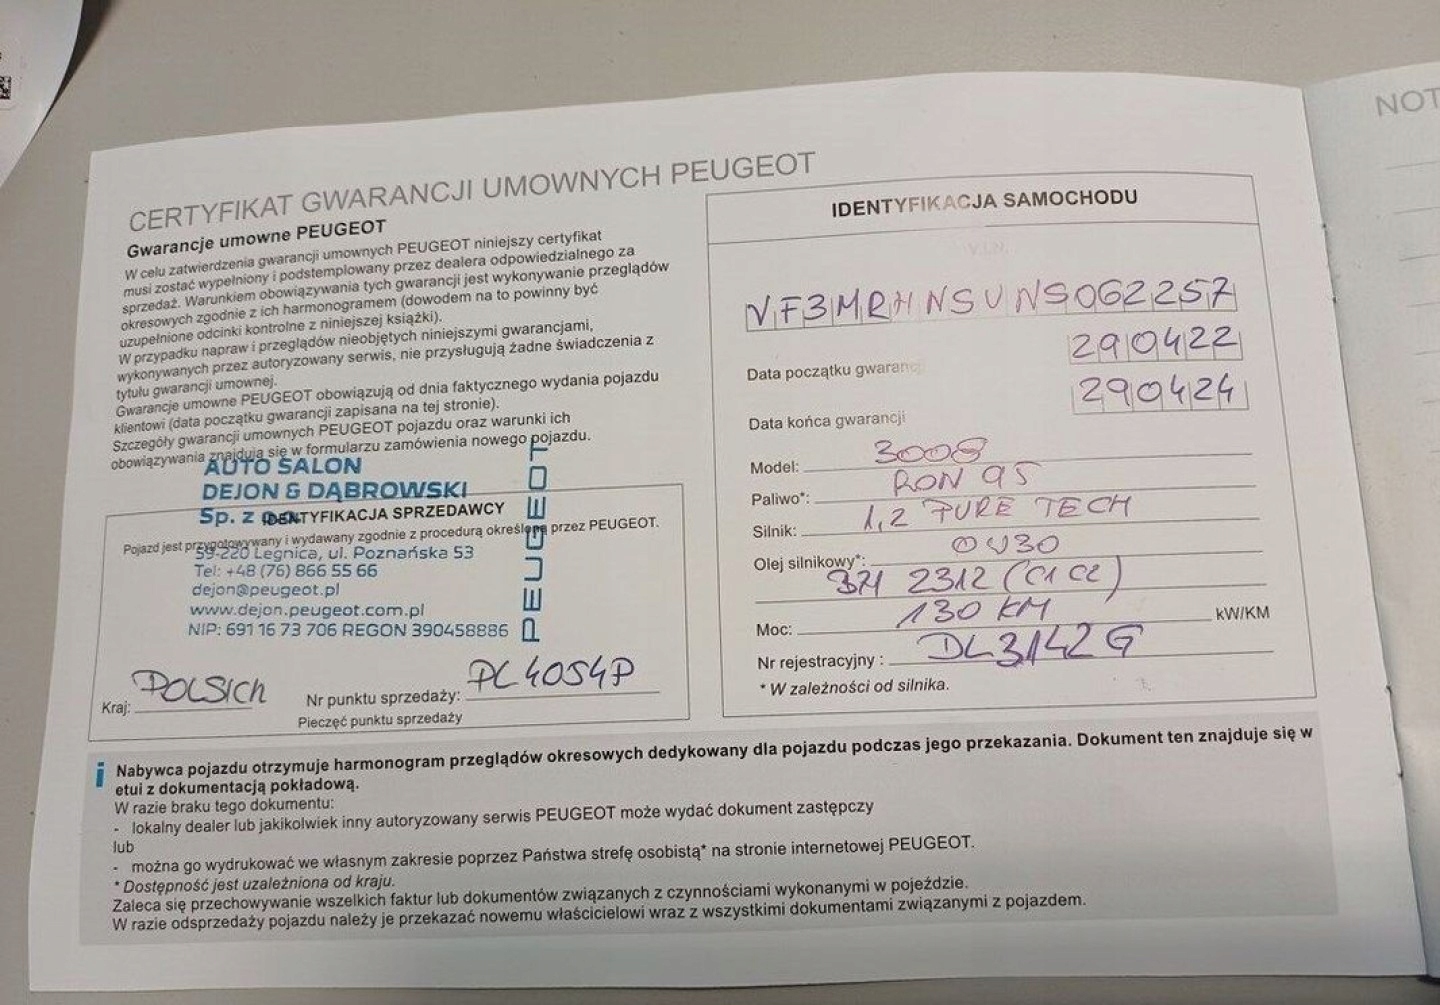 NOT
CERTYFIKAT GWARANCJI UMOWNYCH PEUGEOT
Gwarancje umowne PEUGEOT
W celu zatwierdzenia gwarancji umownych PEUGEOT niniejszy certyfikat
musi zostać wypełniony i podstemplowany przez dealera odpowiedzialnego za
sprzedaż. Warunkiem obowiązywania tych gwarancji jest wykonywanie przeglądów
okresowych zgodnie z ich harmonogramem (dowodem na to powinny być
uzupełnione odcinki kontrolne z niniejszej książki).
W przypadku napraw i przeglądów nieobjętych niniejszymi gwarancjami,
wykonywanych przez autoryzowany serwis, nie przysługują żadne świadczenia z
tytułu gwarancji umownej.
Gwarancje umowne PEUGEOT obowiązują od dnia faktycznego wydania pojazdu
klientowi (data początku gwarancji zapisana na tej stronie).
Szczegóły gwarancji umownych PEUGEOT pojazdu oraz warunki ich
obowiązywania znajdują się w formularzu zamówienia nowego pojazdu.
AUTO SALON
DEJON & DĄBROWSKI
Sp. z o.o.
IDENTYFIKACJA SPRZEDAWCY
Pojazd jest przygotowywany i wydawany zgodnie z procedurą określoną przez PEUGEOT.
59-220 Legnica, ul. Poznańska 53
Tel: +48 (76) 866 55 66
dejon@peugeot.pl
www.dejon.peugeot.com.pl
NIP: 691 16 73 706 REGON 390458886
PEUGEOT
Kraj: POLSKA Nr punktu sprzedaży: PL4054P
Pieczęć punktu sprzedaży
IDENTYFIKACJA SAMOCHODU
V.I.N.
VF3MRHNSUNS062257
Data początku gwarancji 290422
Data końca gwarancji 290424
Model: 3008
Paliwo*: RON 95
Silnik: 1,2 PURE TECH
Olej silnikowy*: 0W30
B71 2312 (C1 C2)
Moc: 130 KM kW/KM
Nr rejestracyjny : DL3142G
* W zależności od silnika.
i Nabywca pojazdu otrzymuje harmonogram przeglądów okresowych dedykowany dla pojazdu podczas jego przekazania. Dokument ten znajduje się w
etui z dokumentacją pokładową.
W razie braku tego dokumentu:
- lokalny dealer lub jakikolwiek inny autoryzowany serwis PEUGEOT może wydać dokument zastępczy
lub
- można go wydrukować we własnym zakresie poprzez Państwa strefę osobistą* na stronie internetowej PEUGEOT.
* Dostępność jest uzależniona od kraju.
Zaleca się przechowywanie wszelkich faktur lub dokumentów związanych z czynnościami wykonanymi w pojeździe.
W razie odsprzedaży pojazdu należy je przekazać nowemu właścicielowi wraz z wszystkimi dokumentami związanymi z pojazdem.